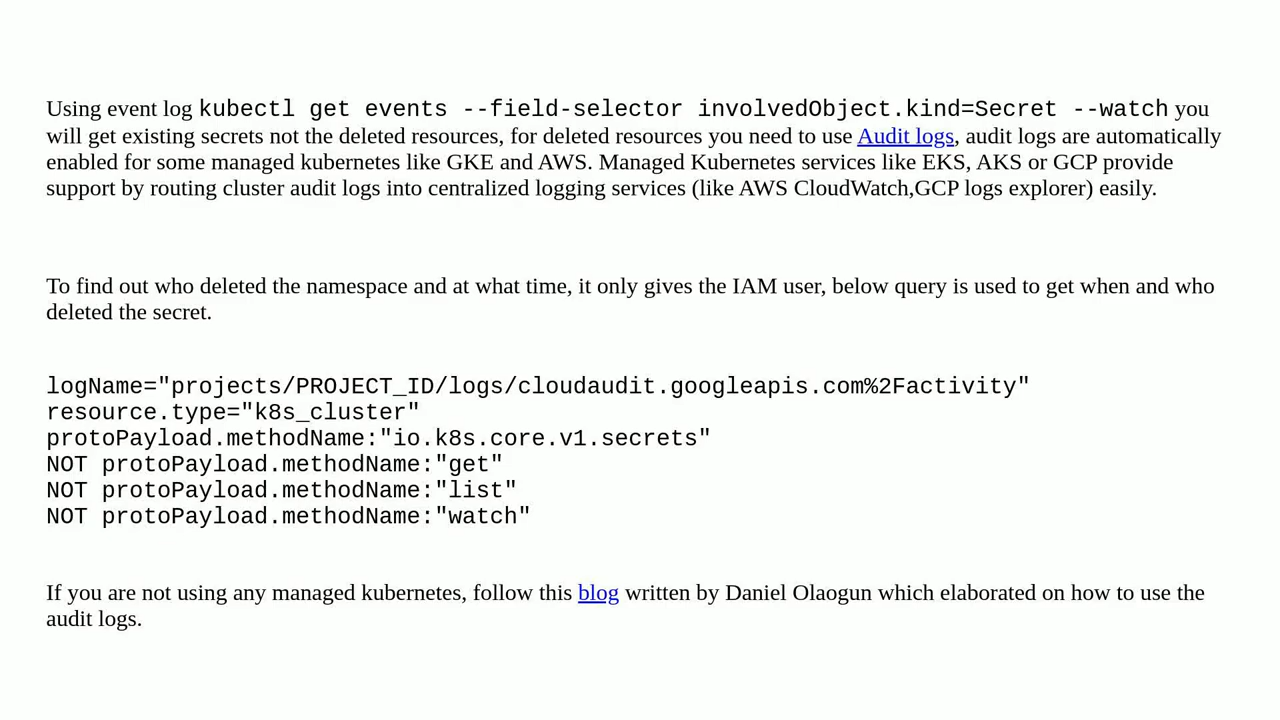 Using event log kubectl get events --field-selector involvedObject.kind=Secret --watch you
will get existing secrets not the deleted resources, for deleted resources you need to use Audit logs, audit logs are automatically
enabled for some managed kubernetes like GKE and AWS. Managed Kubernetes services like EKS, AKS or GCP provide
support by routing cluster audit logs into centralized logging services (like AWS CloudWatch,GCP logs explorer) easily.
To find out who deleted the namespace and at what time, it only gives the IAM user, below query is used to get when and who
deleted the secret.
logName="projects/PROJECT_ID/logs/cloudaudit.googleapis.com%2Factivity"
resource.type="k8s_cluster"
protoPayload.methodName:"io.k8s.core.v1.secrets"
NOT protoPayload.methodName:"get"
NOT protoPayload.methodName:"list"
NOT protoPayload.methodName:"watch"
If you are not using any managed kubernetes, follow this blog written by Daniel Olaogun which elaborated on how to use the
audit logs.